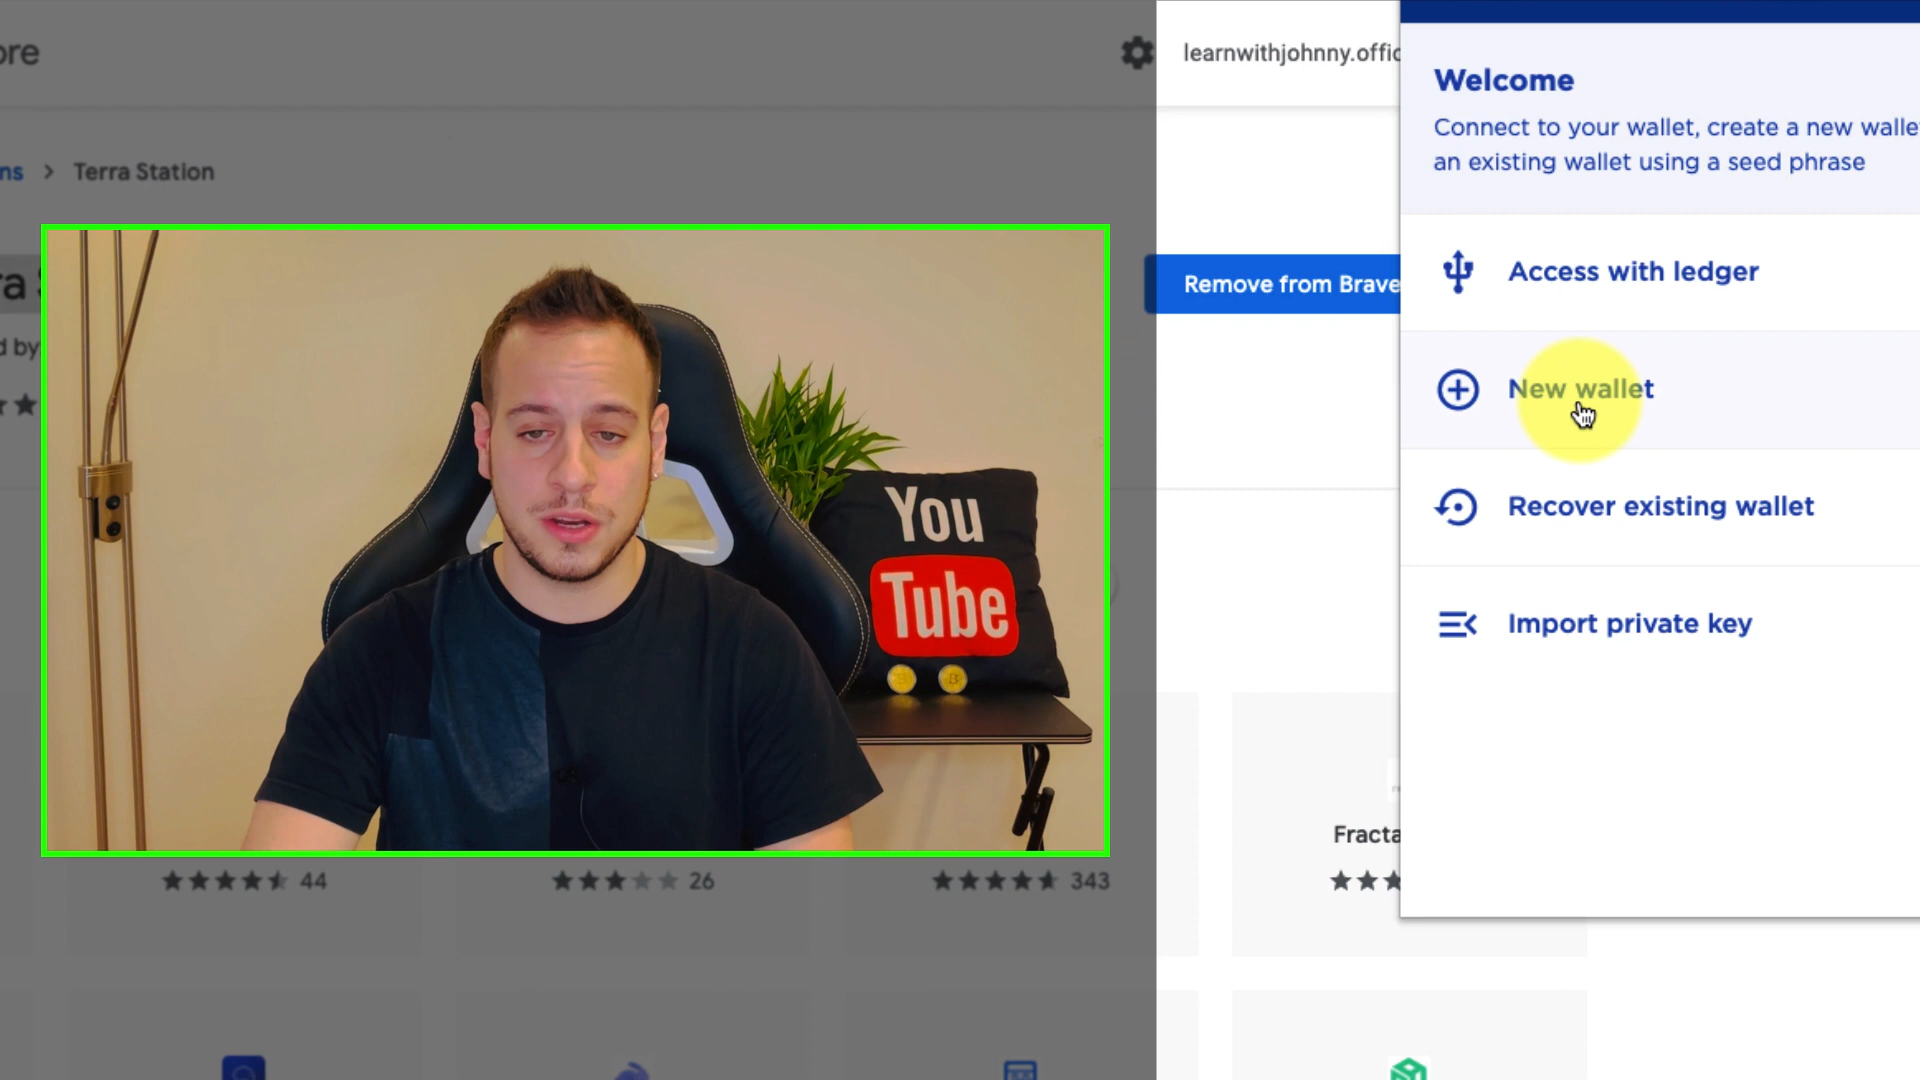 ore
learnwithjohnny.offic
ns > Terra Station
ra
d by
Remove from Brave
Welcome
Connect to your wallet, create a new walle
an existing wallet using a seed phrase
Access with ledger
New wallet
Recover existing wallet
Import private key
You
Tube
44
26
343
Fracta